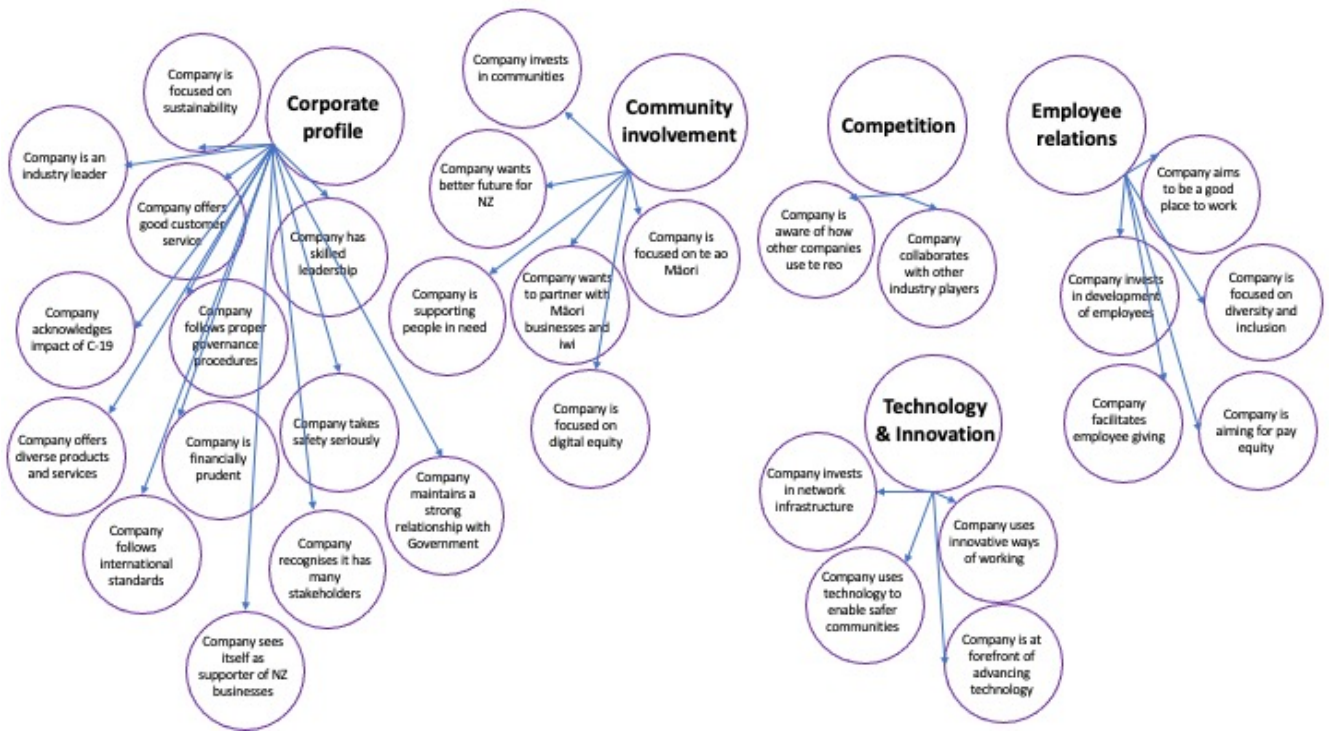 Corporate
profile
Company is
focused on
sustainability
Company is an
industry leader
Company offers
good customer
service
Company has
skilled
leadership
Company
acknowledges
impact of C-19
Company
follows proper
governance
procedures
Company offers
diverse products
and services
Company is
financially
prudent
Company takes
safety seriously
Company
follows
international
standards
Company
recognises it has
many
stakeholders
Company
maintains a
strong
relationship with
Government
Company sees
itself as
supporter of NZ
businesses
Community
involvement
Company invests
in communities
Company wants
better future for
NZ
Company is
supporting
people in need
Company wants
to partner with
Māori
businesses and
iwi
Company is
focused on te ao
Māori
Company is
focused on
digital equity
Competition
Company is
aware of how
other companies
use te reo
Company
collaborates
with other
industry players
Employee
relations
Company aims
to be a good
place to work
Company invests
in development
of employees
Company is
focused on
diversity and
inclusion
Company
facilitates
employee giving
Company is
aiming for pay
equity
Technology
& Innovation
Company invests
in network
infrastructure
Company uses
innovative ways
of working
Company uses
technology to
enable safer
communities
Company is at
forefront of
advancing
technology